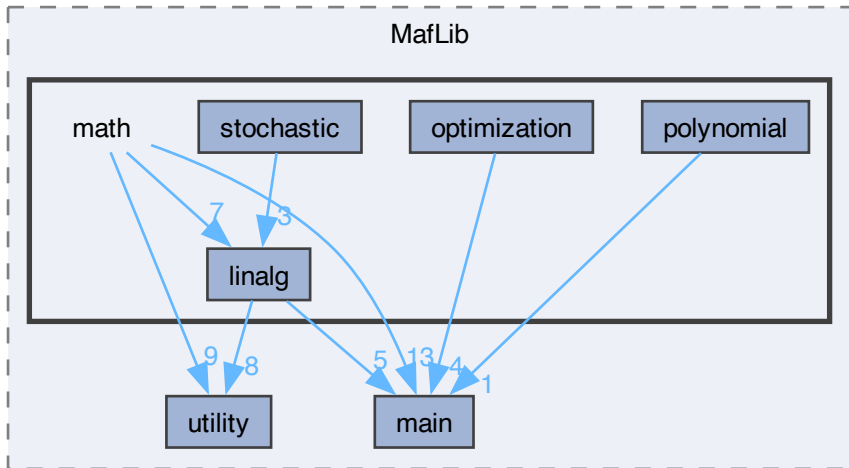 MafLib
math
stochastic
optimization
polynomial
7
3
linalg
9
8
5
13
4
1
utility
main